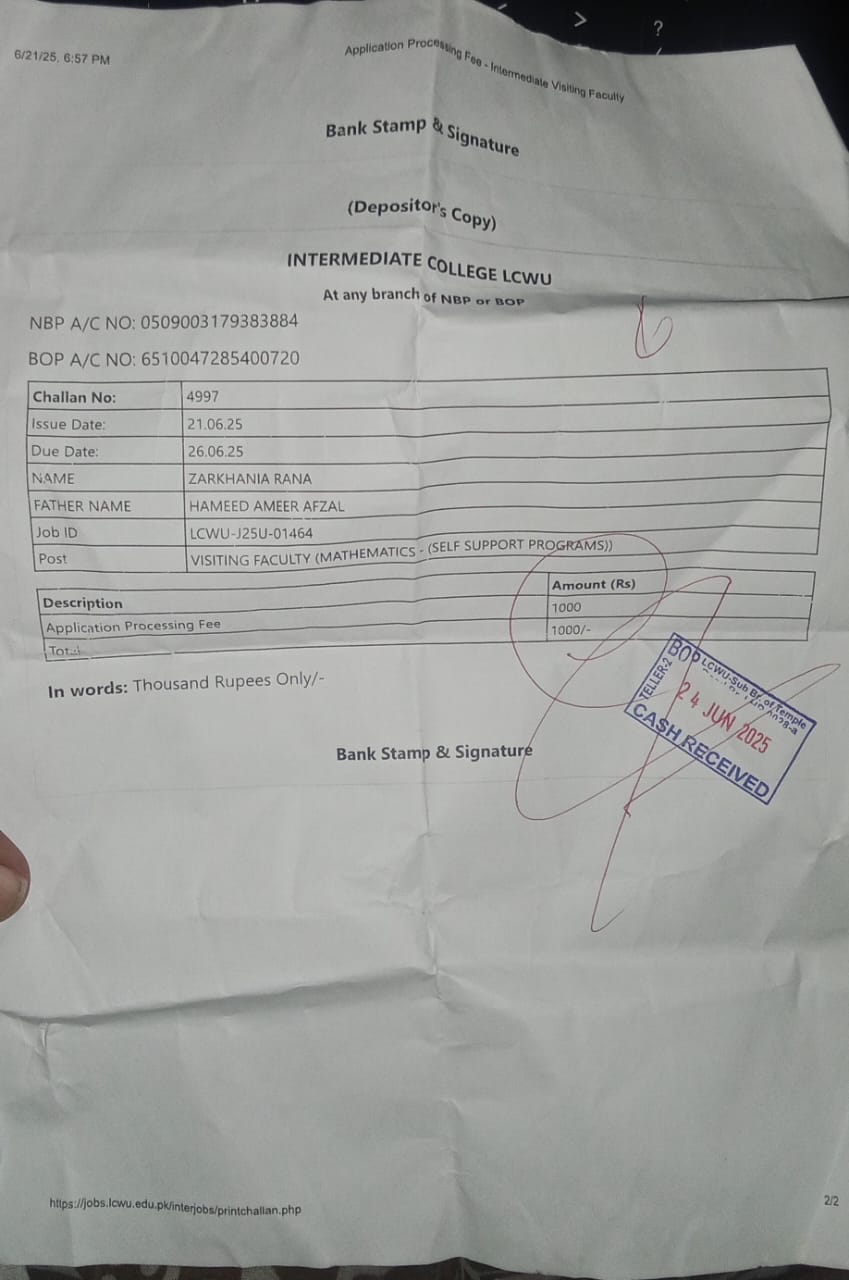 6/21/25, 6:57 PM
Application Processing Fee - Intermediate Visiting Faculty
Bank Stamp & Signature
(Depositor's Copy)
INTERMEDIATE COLLEGE LCWU
At any branch of NBP or BOP
NBP A/C NO: 0509003179383884
BOP A/C NO: 6510047285400720
Challan No: 4997
Issue Date: 21.06.25
Due Date: 26.06.25
NAME ZARKHANIA RANA
FATHER NAME HAMEED AMEER AFZAL
Job ID LCWU-J25U-01464
Post VISITING FACULTY (MATHEMATICS - (SELF SUPPORT PROGRAMS))
Description Amount (Rs)
Application Processing Fee 1000
1000/-
In words: Thousand Rupees Only/-
Bank Stamp & Signature
BOP LCWU-Sub Br. of Temple
TELLER-2
24 JUN 2025
CASH RECEIVED
https://jobs.lcwu.edu.pk/interjobs/printchallan.php
2/2